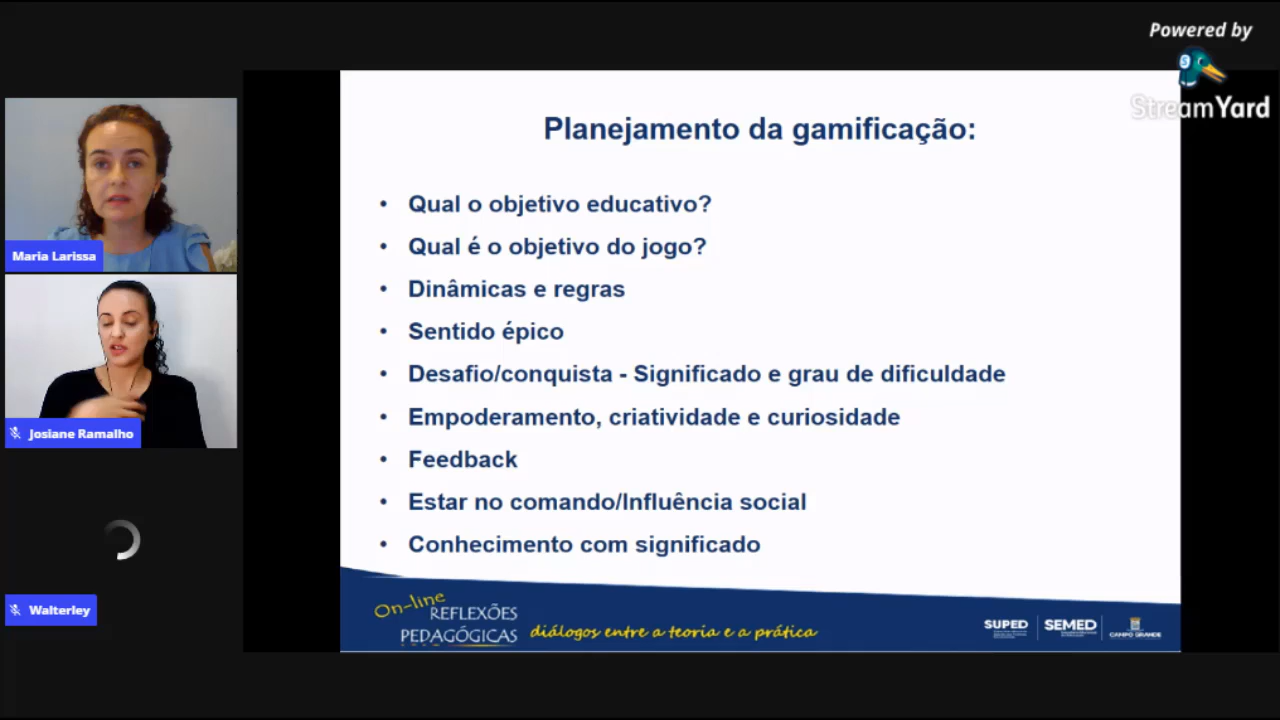 Powered by
StreamYard
Planejamento da gamificação:
• Qual o objetivo educativo?
• Qual é o objetivo do jogo?
• Dinâmicas e regras
• Sentido épico
• Desafio/conquista - Significado e grau de dificuldade
• Empoderamento, criatividade e curiosidade
• Feedback
• Estar no comando/Influência social
• Conhecimento com significado
Maria Larissa
Josiane Ramalho
Walterley
On-line
REFLEXÕES
PEDAGÓGICAS
diálogos entre a teoria e a prática
SUPED
SEMED
CAMPO GRANDE